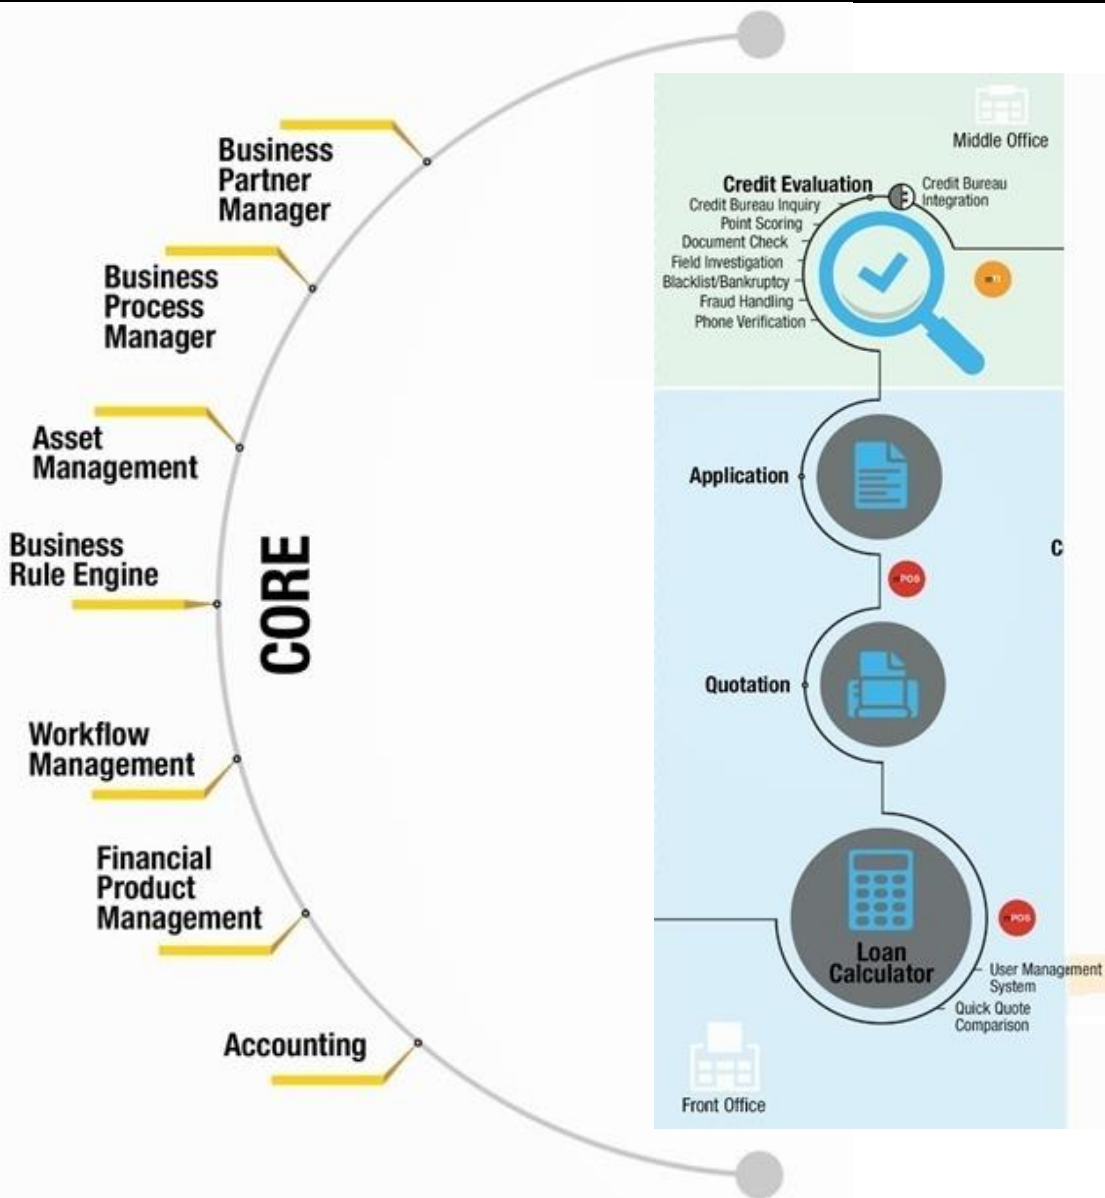 Business
Partner
Manager
Business
Process
Manager
Asset
Management
Business
Rule Engine
CORE
Workflow
Management
Financial
Product
Management
Accounting
Middle Office
Credit Evaluation
Credit Bureau
Integration
Credit Bureau Inquiry
Point Scoring
Document Check
Field Investigation
Blacklist/Bankruptcy
Fraud Handling
Phone Verification
Application
C
POS
Quotation
Loan
Calculator
POS
User Management
System
Quick Quote
Comparison
Front Office